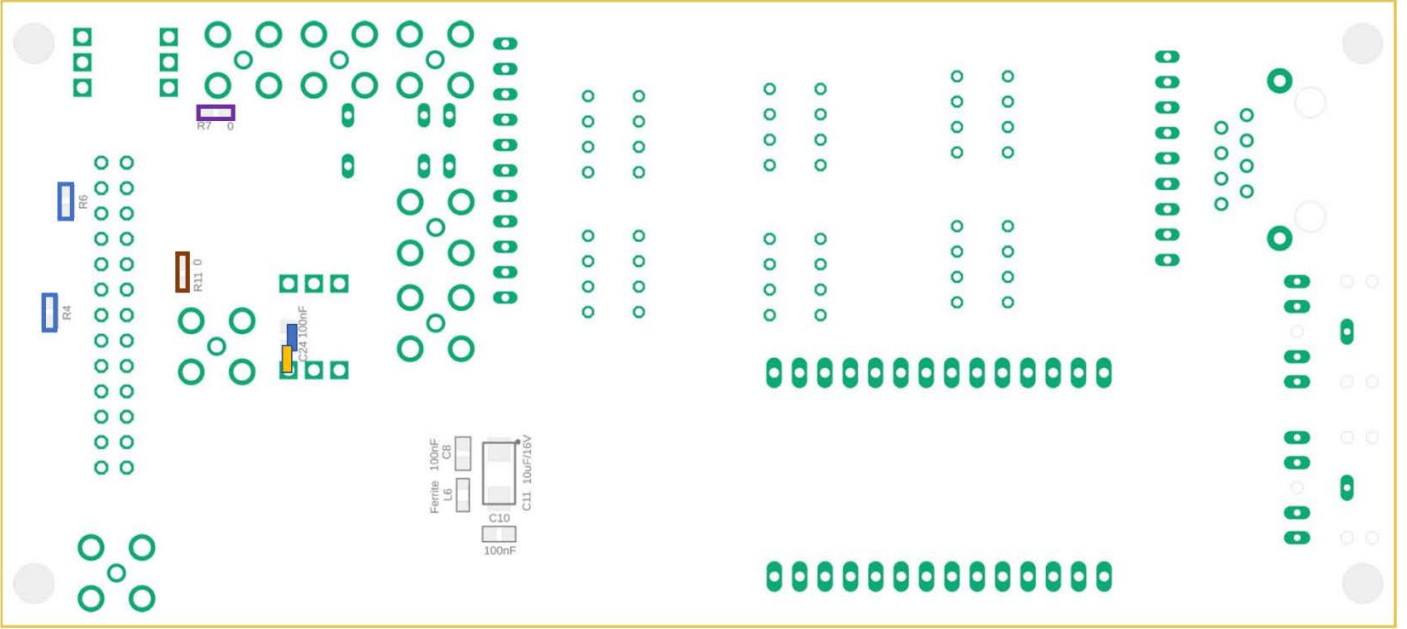 R7 0
R6
R11 0
R4
C24 100nF
100nF
C8
10uF/16V
C11
Ferrite
L6
C10
100nF